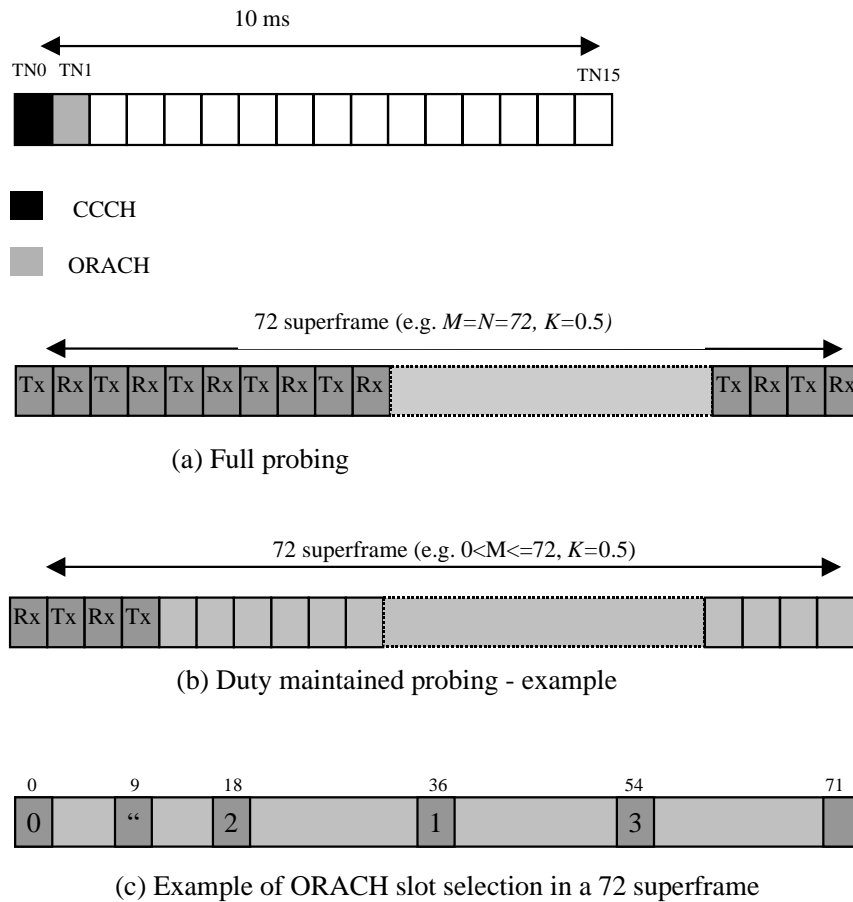 10 ms
TN0 TN1 TN15
CCCH
ORACH
72 superframe (e.g. M=N=72, K=0.5)
Tx Rx Tx Rx Tx Rx Tx Rx Tx Rx Tx Rx Tx Rx
(a) Full probing
72 superframe (e.g. 0<M<=72, K=0.5)
Rx Tx Rx Tx
(b) Duty maintained probing - example
0 9 18 36 54 71
0 “ 2 1 3
(c) Example of ORACH slot selection in a 72 superframe